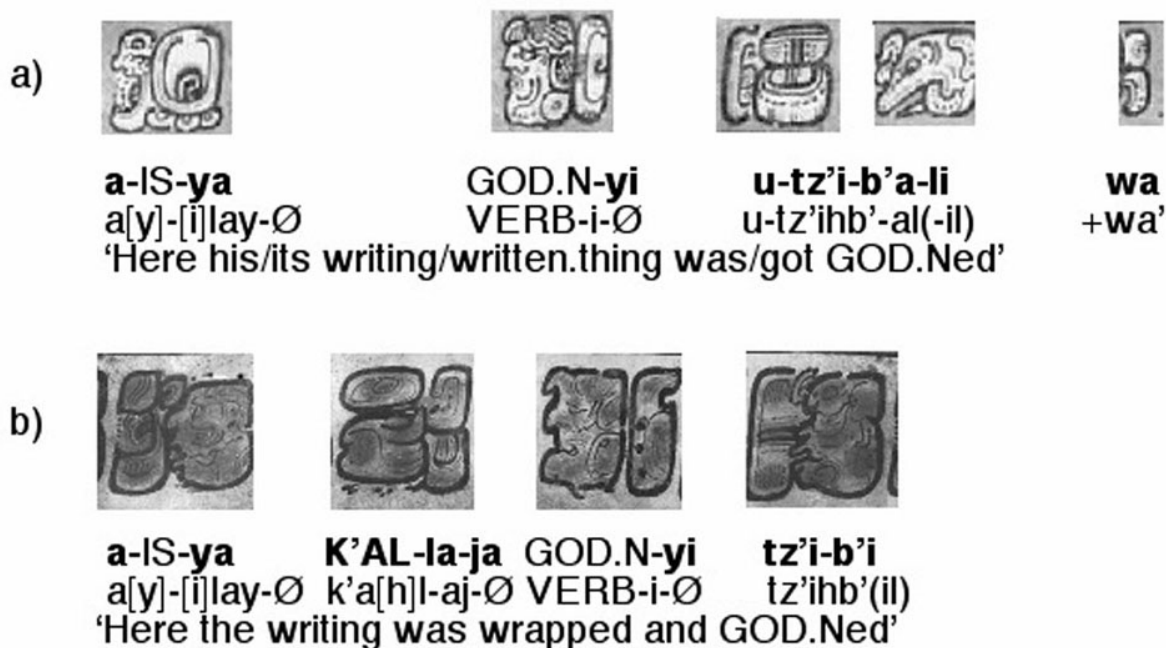 a)
a-IS-ya GOD.N-yi u-tz’i-b’a-li wa
a[y]-[i]lay-Ø VERB-i-Ø u-tz’ihb’-al(-il) +wa’
‘Here his/its writing/written.thing was/got GOD.Ned’
b)
a-IS-ya K’AL-la-ja GOD.N-yi tz’i-b’i
a[y]-[i]lay-Ø k’a[h]l-aj-Ø VERB-i-Ø tz’ihb’(il)
‘Here the writing was wrapped and GOD.Ned’